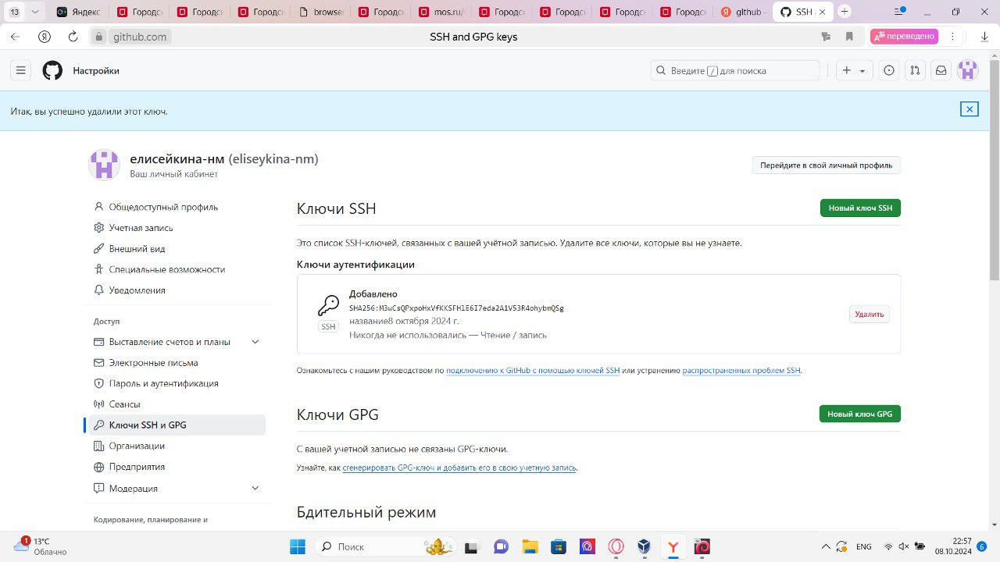 13
Яндекс
Городс
Городс
browse
Городс
mos.ru/
Городс
Городс
Городс
Городс
github -
SSH
github.com
SSH and GPG keys
переведено
Настройки
Введите / для поиска
Итак, вы успешно удалили этот ключ.
елисейкина-нм (eliseykina-nm)
Ваш личный кабинет
Перейдите в свой личный профиль
Общедоступный профиль
Учетная запись
Внешний вид
Специальные возможности
Уведомления
Доступ
Выставление счетов и планы
Электронные письма
Пароль и аутентификация
Сеансы
Ключи SSH и GPG
Организации
Предприятия
Модерация
Кодирование, планирование и
Ключи SSH
Новый ключ SSH
Это список SSH-ключей, связанных с вашей учётной записью. Удалите все ключи, которые вы не узнаете.
Ключи аутентификации
SSH
Добавлено
SHA256:M3wCsQPxpoHxVfKKSFHlE6I7eda2A1V53R4ohybmQSg
название8 октября 2024 г.
Никогда не использовались — Чтение / запись
Удалить
Ознакомьтесь с нашим руководством по подключению к GitHub с помощью ключей SSH или устранению распространенных проблем SSH.
Ключи GPG
Новый ключ GPG
С вашей учетной записью не связаны GPG-ключи.
Узнайте, как сгенерировать GPG-ключ и добавить его в свою учетную запись.
Бдительный режим
1
13°C
Облачно
Поиск
ENG
22:57
08.10.2024
6